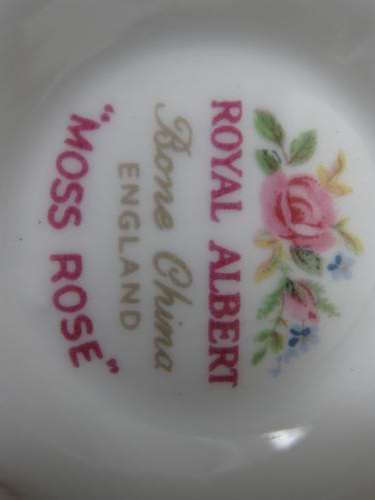 ROYAL ALBERT
Bone China
ENGLAND
"MOSS ROSE"